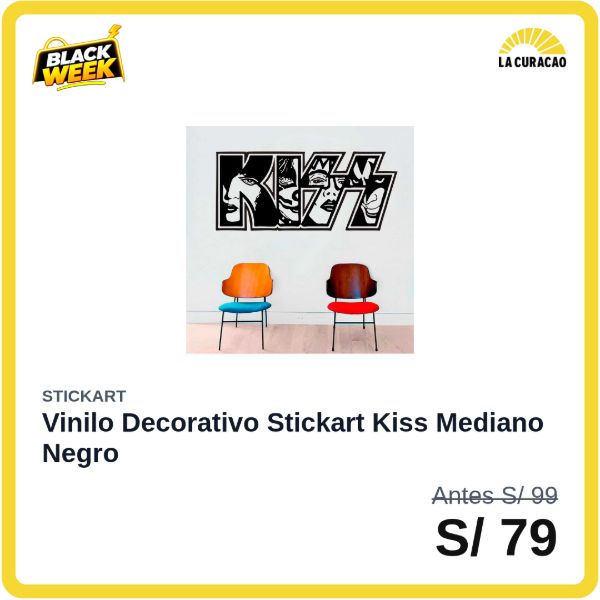 BLACK
WEEK
LA CURACAO
KISS
STICKART
Vinilo Decorativo Stickart Kiss Mediano
Negro
Antes S/ 99
S/ 79